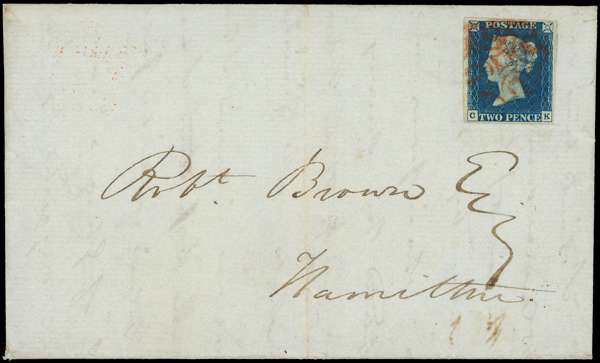 POSTAGE
C TWO PENCE K
Robt. Brown Esq
Hamilton